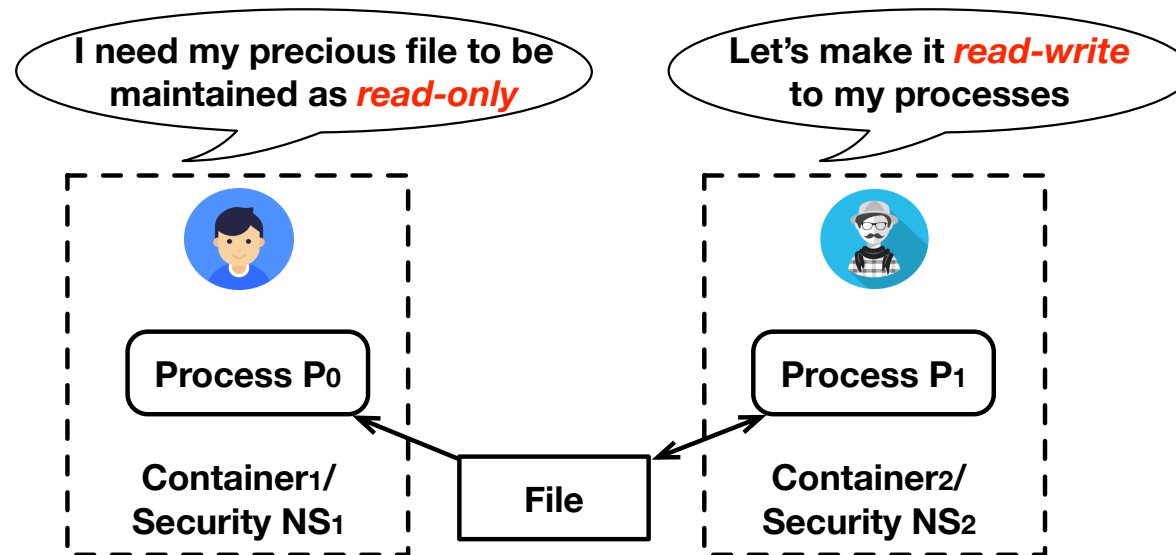 I need my precious file to be
maintained as read-only
Let's make it read-write
to my processes
Process P0
Process P1
Container1/
Security NS1
File
Container2/
Security NS2